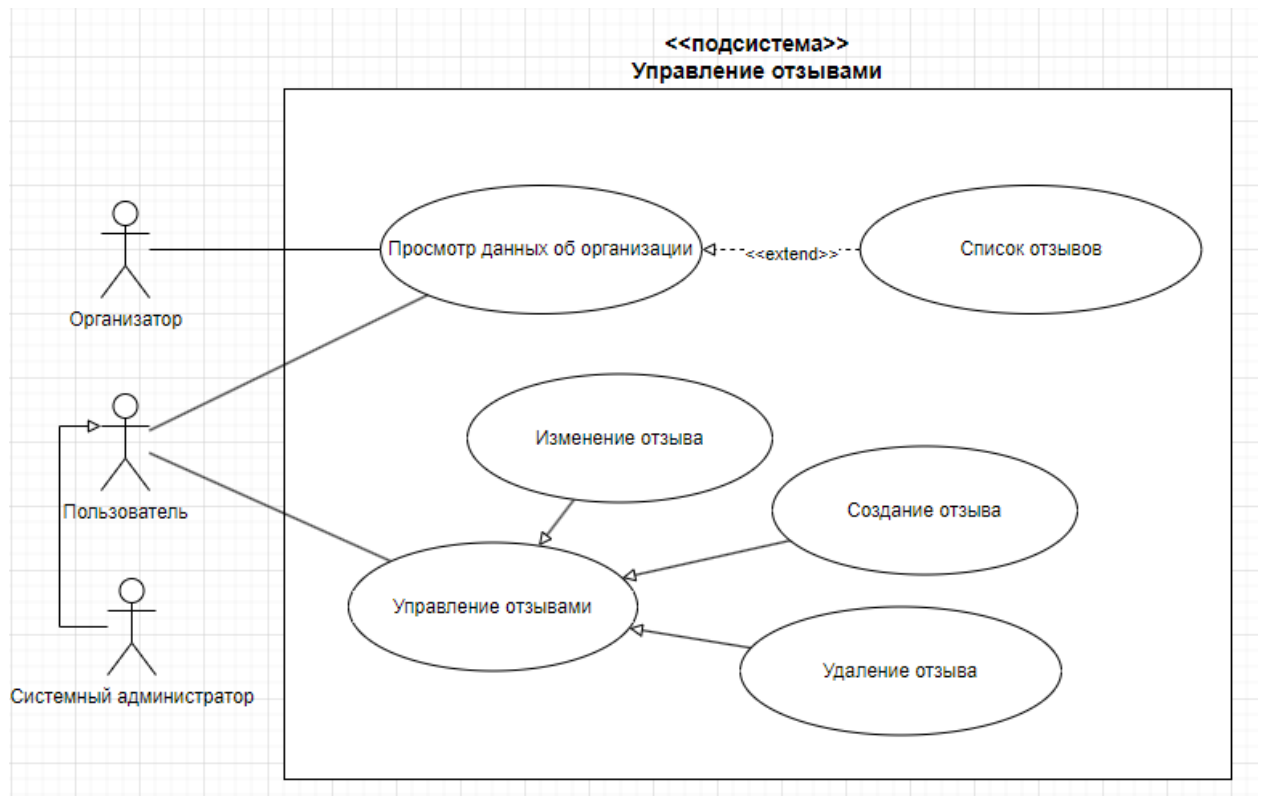 <<подсистема>>
Управление отзывами
Организатор
Просмотр данных об организации
<<extend>>
Список отзывов
Пользователь
Изменение отзыва
Создание отзыва
Управление отзывами
Удаление отзыва
Системный администратор